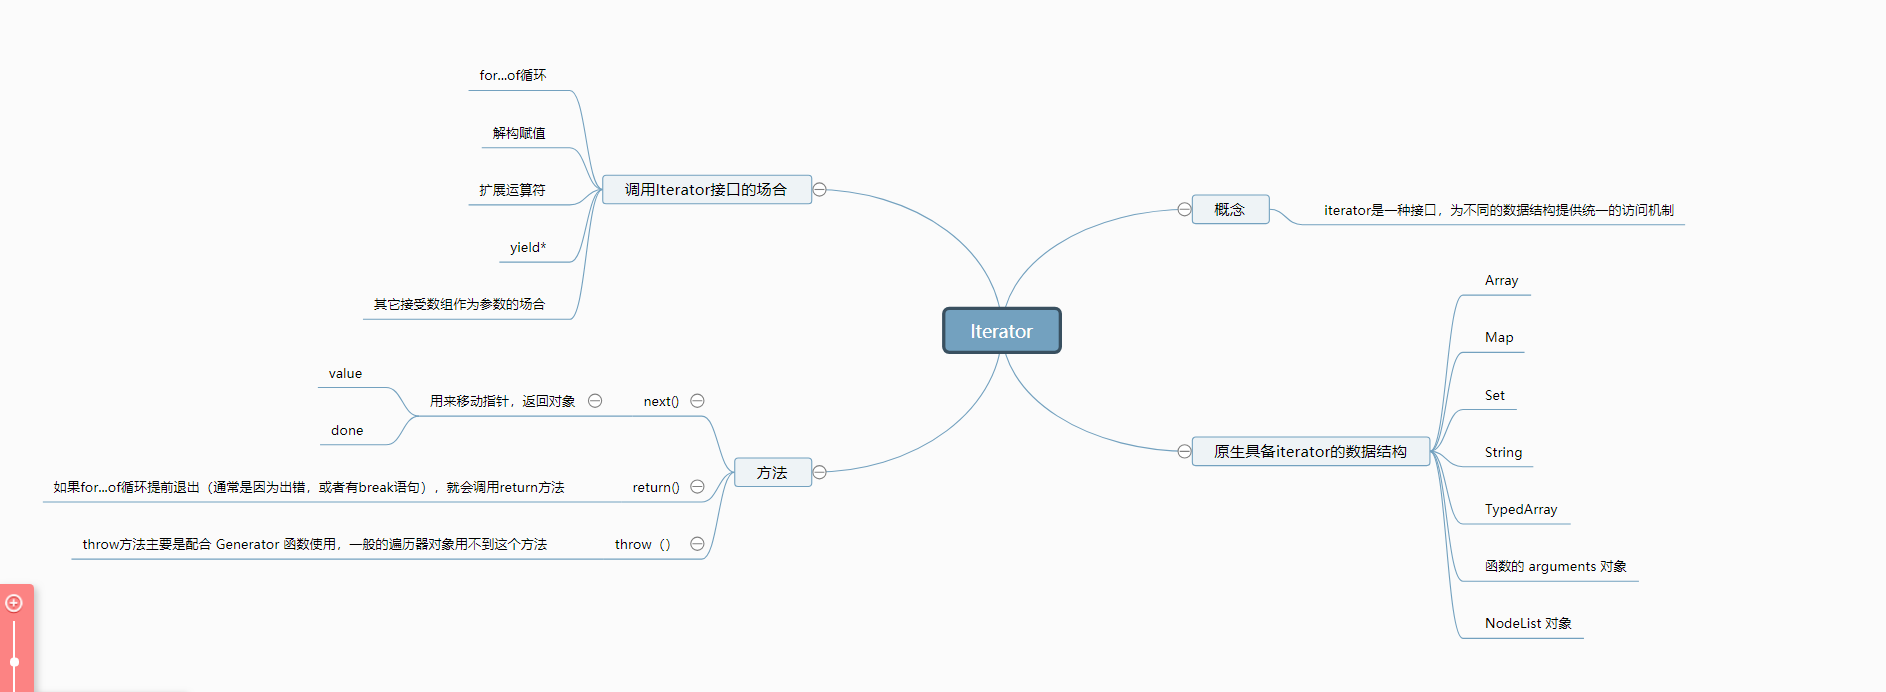 Iterator
概念
iterator是一种接口，为不同的数据结构提供统一的访问机制
原生具备iterator的数据结构
Array
Map
Set
String
TypedArray
函数的 arguments 对象
NodeList 对象
调用Iterator接口的场合
for...of循环
解构赋值
扩展运算符
yield*
其它接受数组作为参数的场合
方法
next()
用来移动指针，返回对象
value
done
return()
如果for...of循环提前退出（通常是因为出错，或者有break语句），就会调用return方法
throw（）
throw方法主要是配合 Generator 函数使用，一般的遍历器对象用不到这个方法